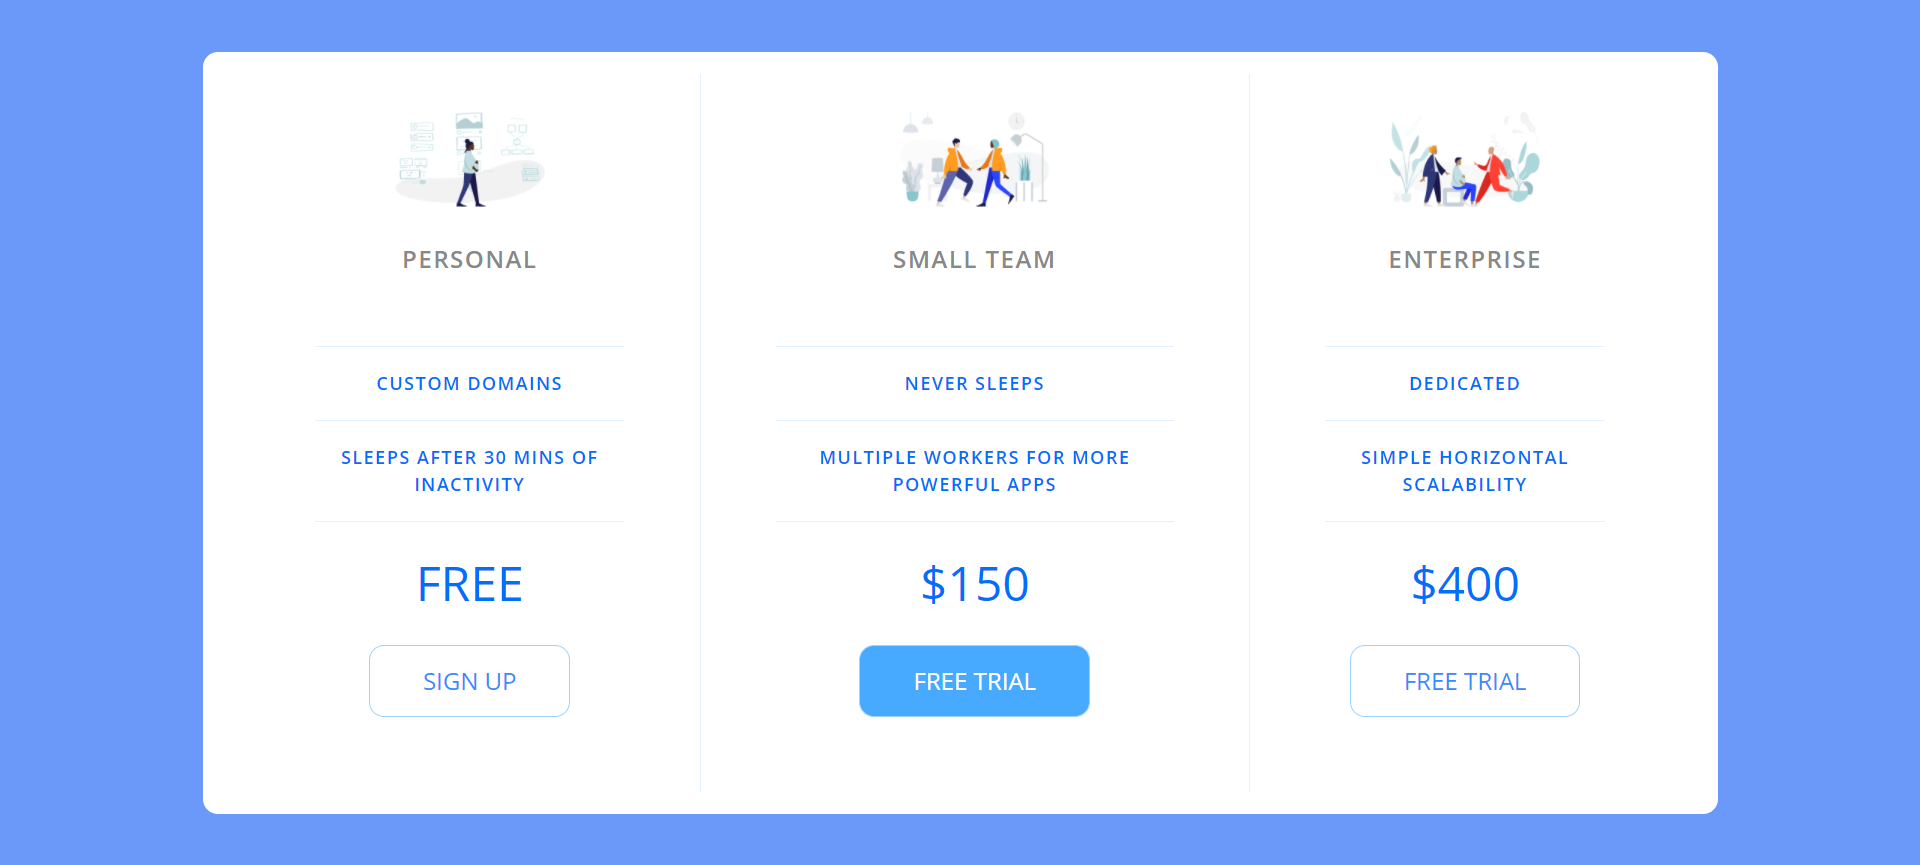 PERSONAL
CUSTOM DOMAINS
SLEEPS AFTER 30 MINS OF
INACTIVITY
FREE
SIGN UP
SMALL TEAM
NEVER SLEEPS
MULTIPLE WORKERS FOR MORE
POWERFUL APPS
$150
FREE TRIAL
ENTERPRISE
DEDICATED
SIMPLE HORIZONTAL
SCALABILITY
$400
FREE TRIAL